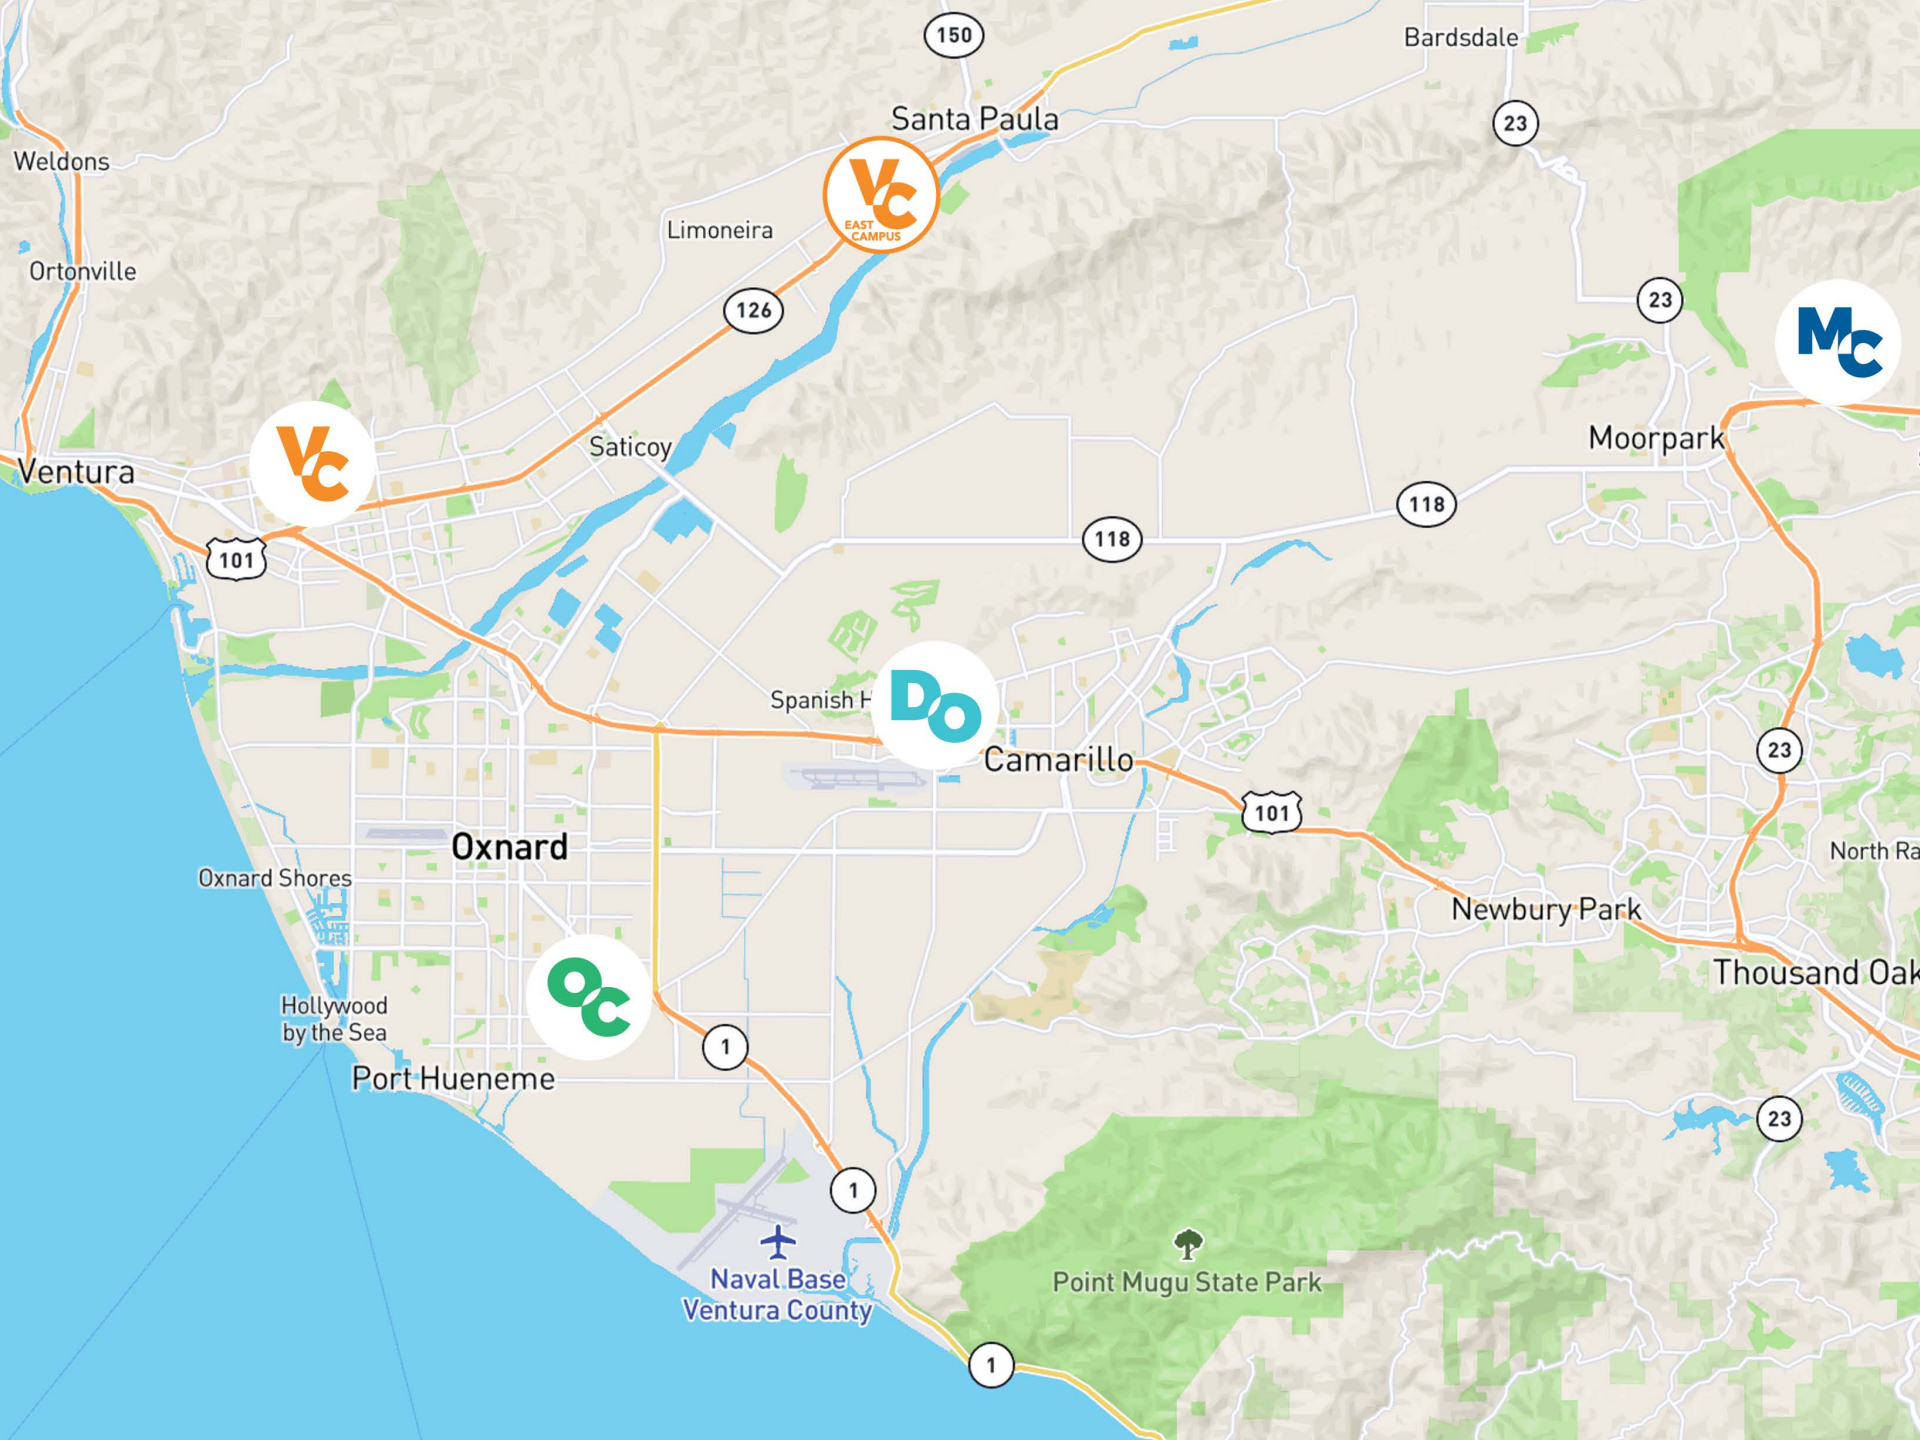 150
Bardsdale
Santa Paula
23
Weldons
VC
EAST
CAMPUS
Limoneira
Ortonville
126
23
MC
Saticoy
Moorpark
VC
Ventura
118
118
101
DO
Spanish H
Camarillo
23
101
Oxnard
North Ra
Oxnard Shores
Newbury Park
Thousand Oak
OC
Hollywood
by the Sea
1
Port Hueneme
23
1
Naval Base
Ventura County
Point Mugu State Park
1